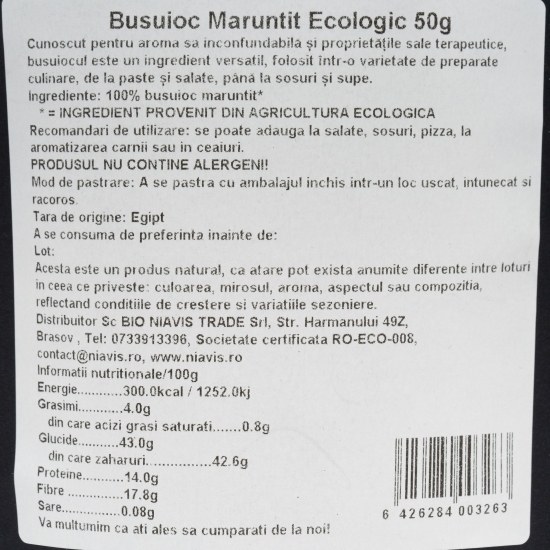 Busuioc Maruntit Ecologic 50g
Cunoscut pentru aroma sa inconfundabilă și proprietățile sale terapeutice,
busuiocul este un ingredient versatil, folosit într-o varietate de preparate
culinare, de la paste și salate, până la sosuri și supe.
Ingrediente: 100% busuioc maruntit*
* = INGREDIENT PROVENIT DIN AGRICULTURA ECOLOGICA
Recomandari de utilizare: se poate adauga la salate, sosuri, pizza, la
aromatizarea carnii sau in ceaiuri.
PRODUSUL NU CONTINE ALERGENI!
Mod de pastrare: A se pastra cu ambalajul inchis intr-un loc uscat, intunecat si
racoros.
Tara de origine: Egipt
A se consuma de preferinta inainte de:
Lot:
Acesta este un produs natural, ca atare pot exista anumite diferente intre loturi
in ceea ce priveste: culoarea, mirosul, aroma, aspectul sau compozitia,
reflectand conditiile de crestere si variatiile sezoniere.
Distribuitor Sc BIO NIAVIS TRADE Srl, Str. Harmanului 49Z,
Brasov , Tel: 0733913396, Societate certificata RO-ECO-008,
contact@niavis.ro, www.niavis.ro
Informatii nutritionale/100g
Energie............300.0kcal / 1252.0kj
Grasimi............4.0g
din care acizi grasi saturati.......0.8g
Glucide...........43.0g
din care zaharuri.................42.6g
Proteine...........14.0g
Fibre ...............17.8g
Sare................0.08g
Va multumim ca ati ales sa cumparati de la noi!
6 426284 003263